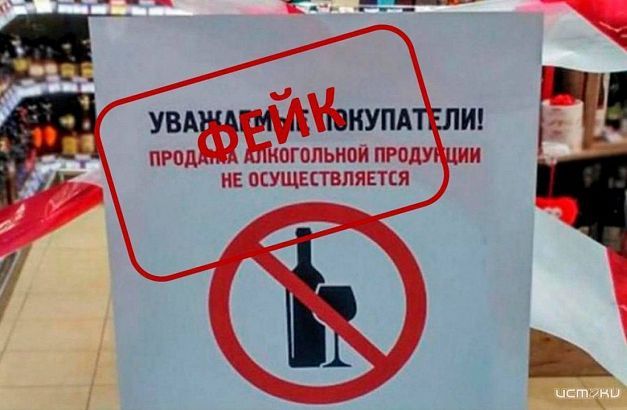 УВАЖАЕМЫЕ ПОКУПАТЕЛИ!
ФЕЙК
ПРОДАЖА АЛКОГОЛЬНОЙ ПРОДУКЦИИ
НЕ ОСУЩЕСТВЛЯЕТСЯ